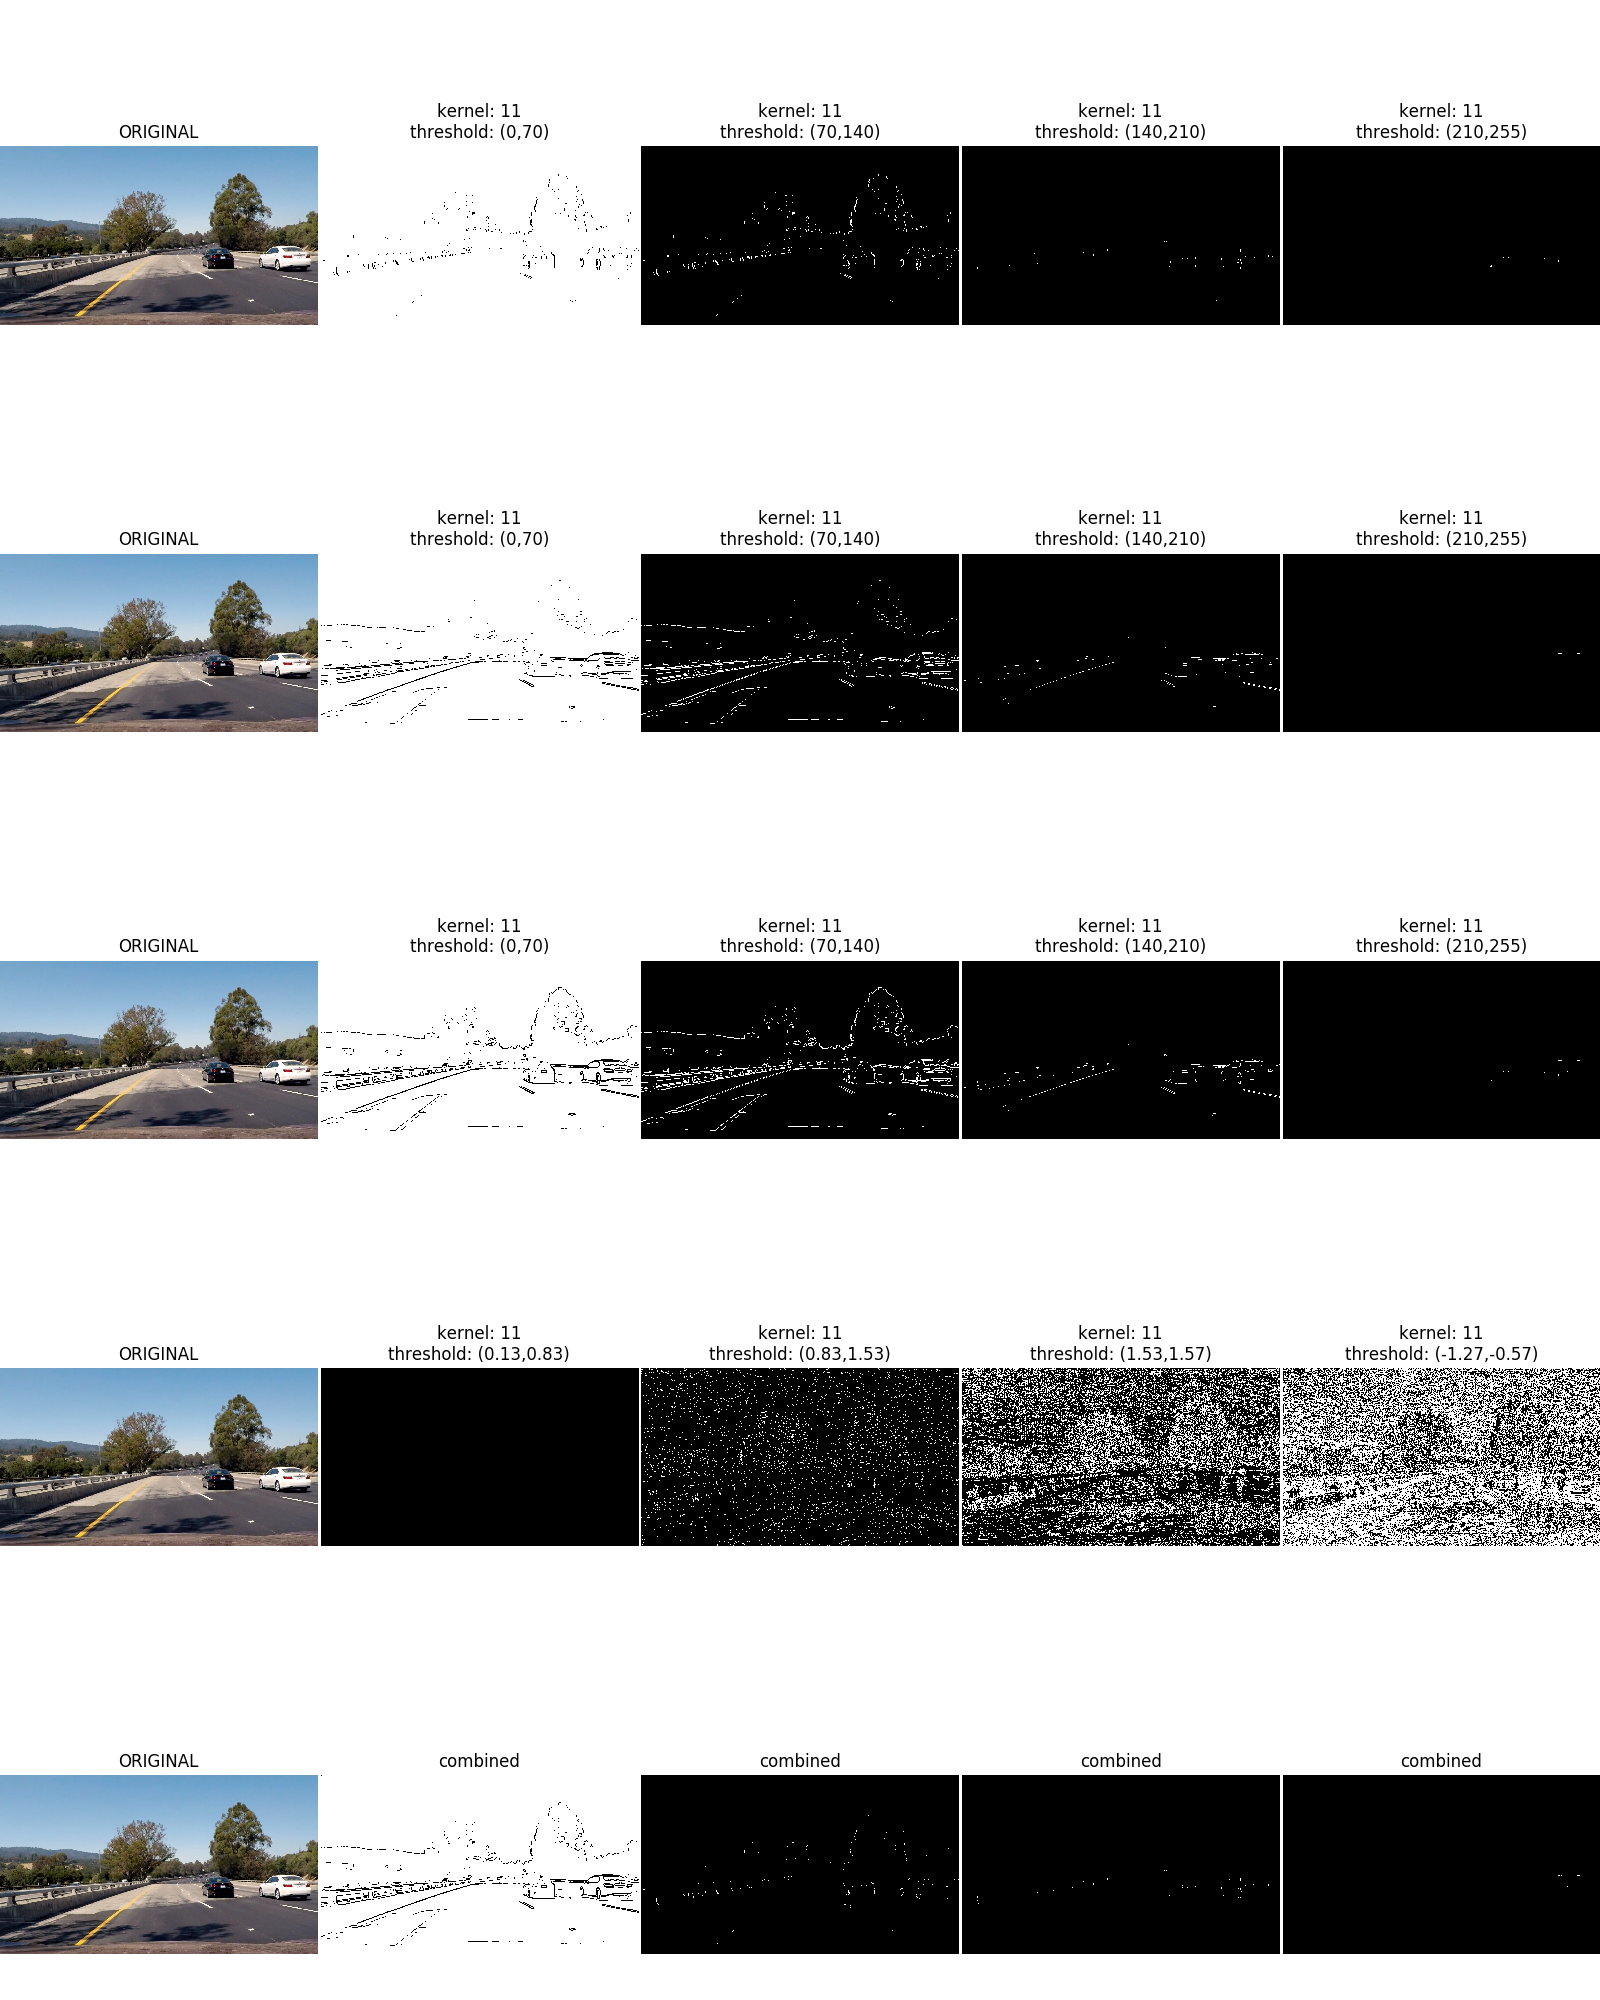 ORIGINAL
kernel: 11
threshold: (0,70)
kernel: 11
threshold: (70,140)
kernel: 11
threshold: (140,210)
kernel: 11
threshold: (210,255)
ORIGINAL
kernel: 11
threshold: (0,70)
kernel: 11
threshold: (70,140)
kernel: 11
threshold: (140,210)
kernel: 11
threshold: (210,255)
ORIGINAL
kernel: 11
threshold: (0,70)
kernel: 11
threshold: (70,140)
kernel: 11
threshold: (140,210)
kernel: 11
threshold: (210,255)
ORIGINAL
kernel: 11
threshold: (0.13,0.83)
kernel: 11
threshold: (0.83,1.53)
kernel: 11
threshold: (1.53,1.57)
kernel: 11
threshold: (-1.27,-0.57)
ORIGINAL
combined
combined
combined
combined